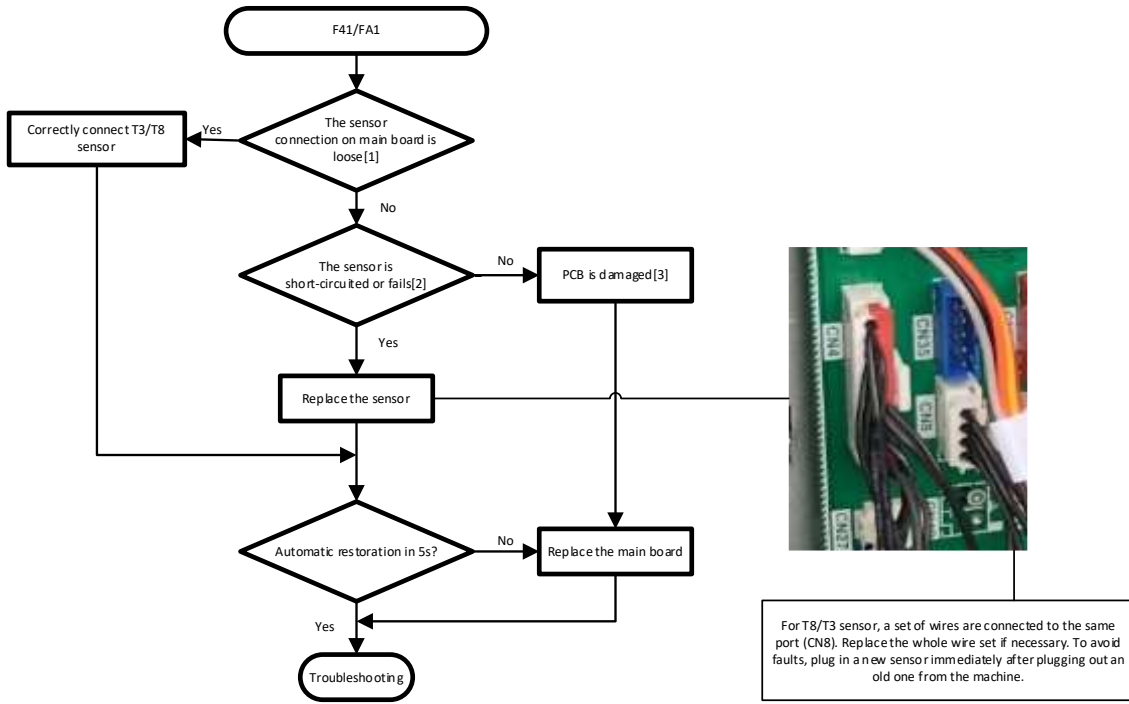 F41/FA1
The sensor
connection on main board is
loose[1]
Yes
Correctly connect T3/T8
sensor
No
The sensor is
short-circuited or fails[2]
No
PCB is damaged[3]
Yes
Replace the sensor
CN4
CN35
CN8
CN27
Automatic restoration in 5s?
No
Replace the main board
Yes
Troubleshooting
For T8/T3 sensor, a set of wires are connected to the same
port (CN8). Replace the whole wire set if necessary. To avoid
faults, plug in a new sensor immediately after plugging out an
old one from the machine.